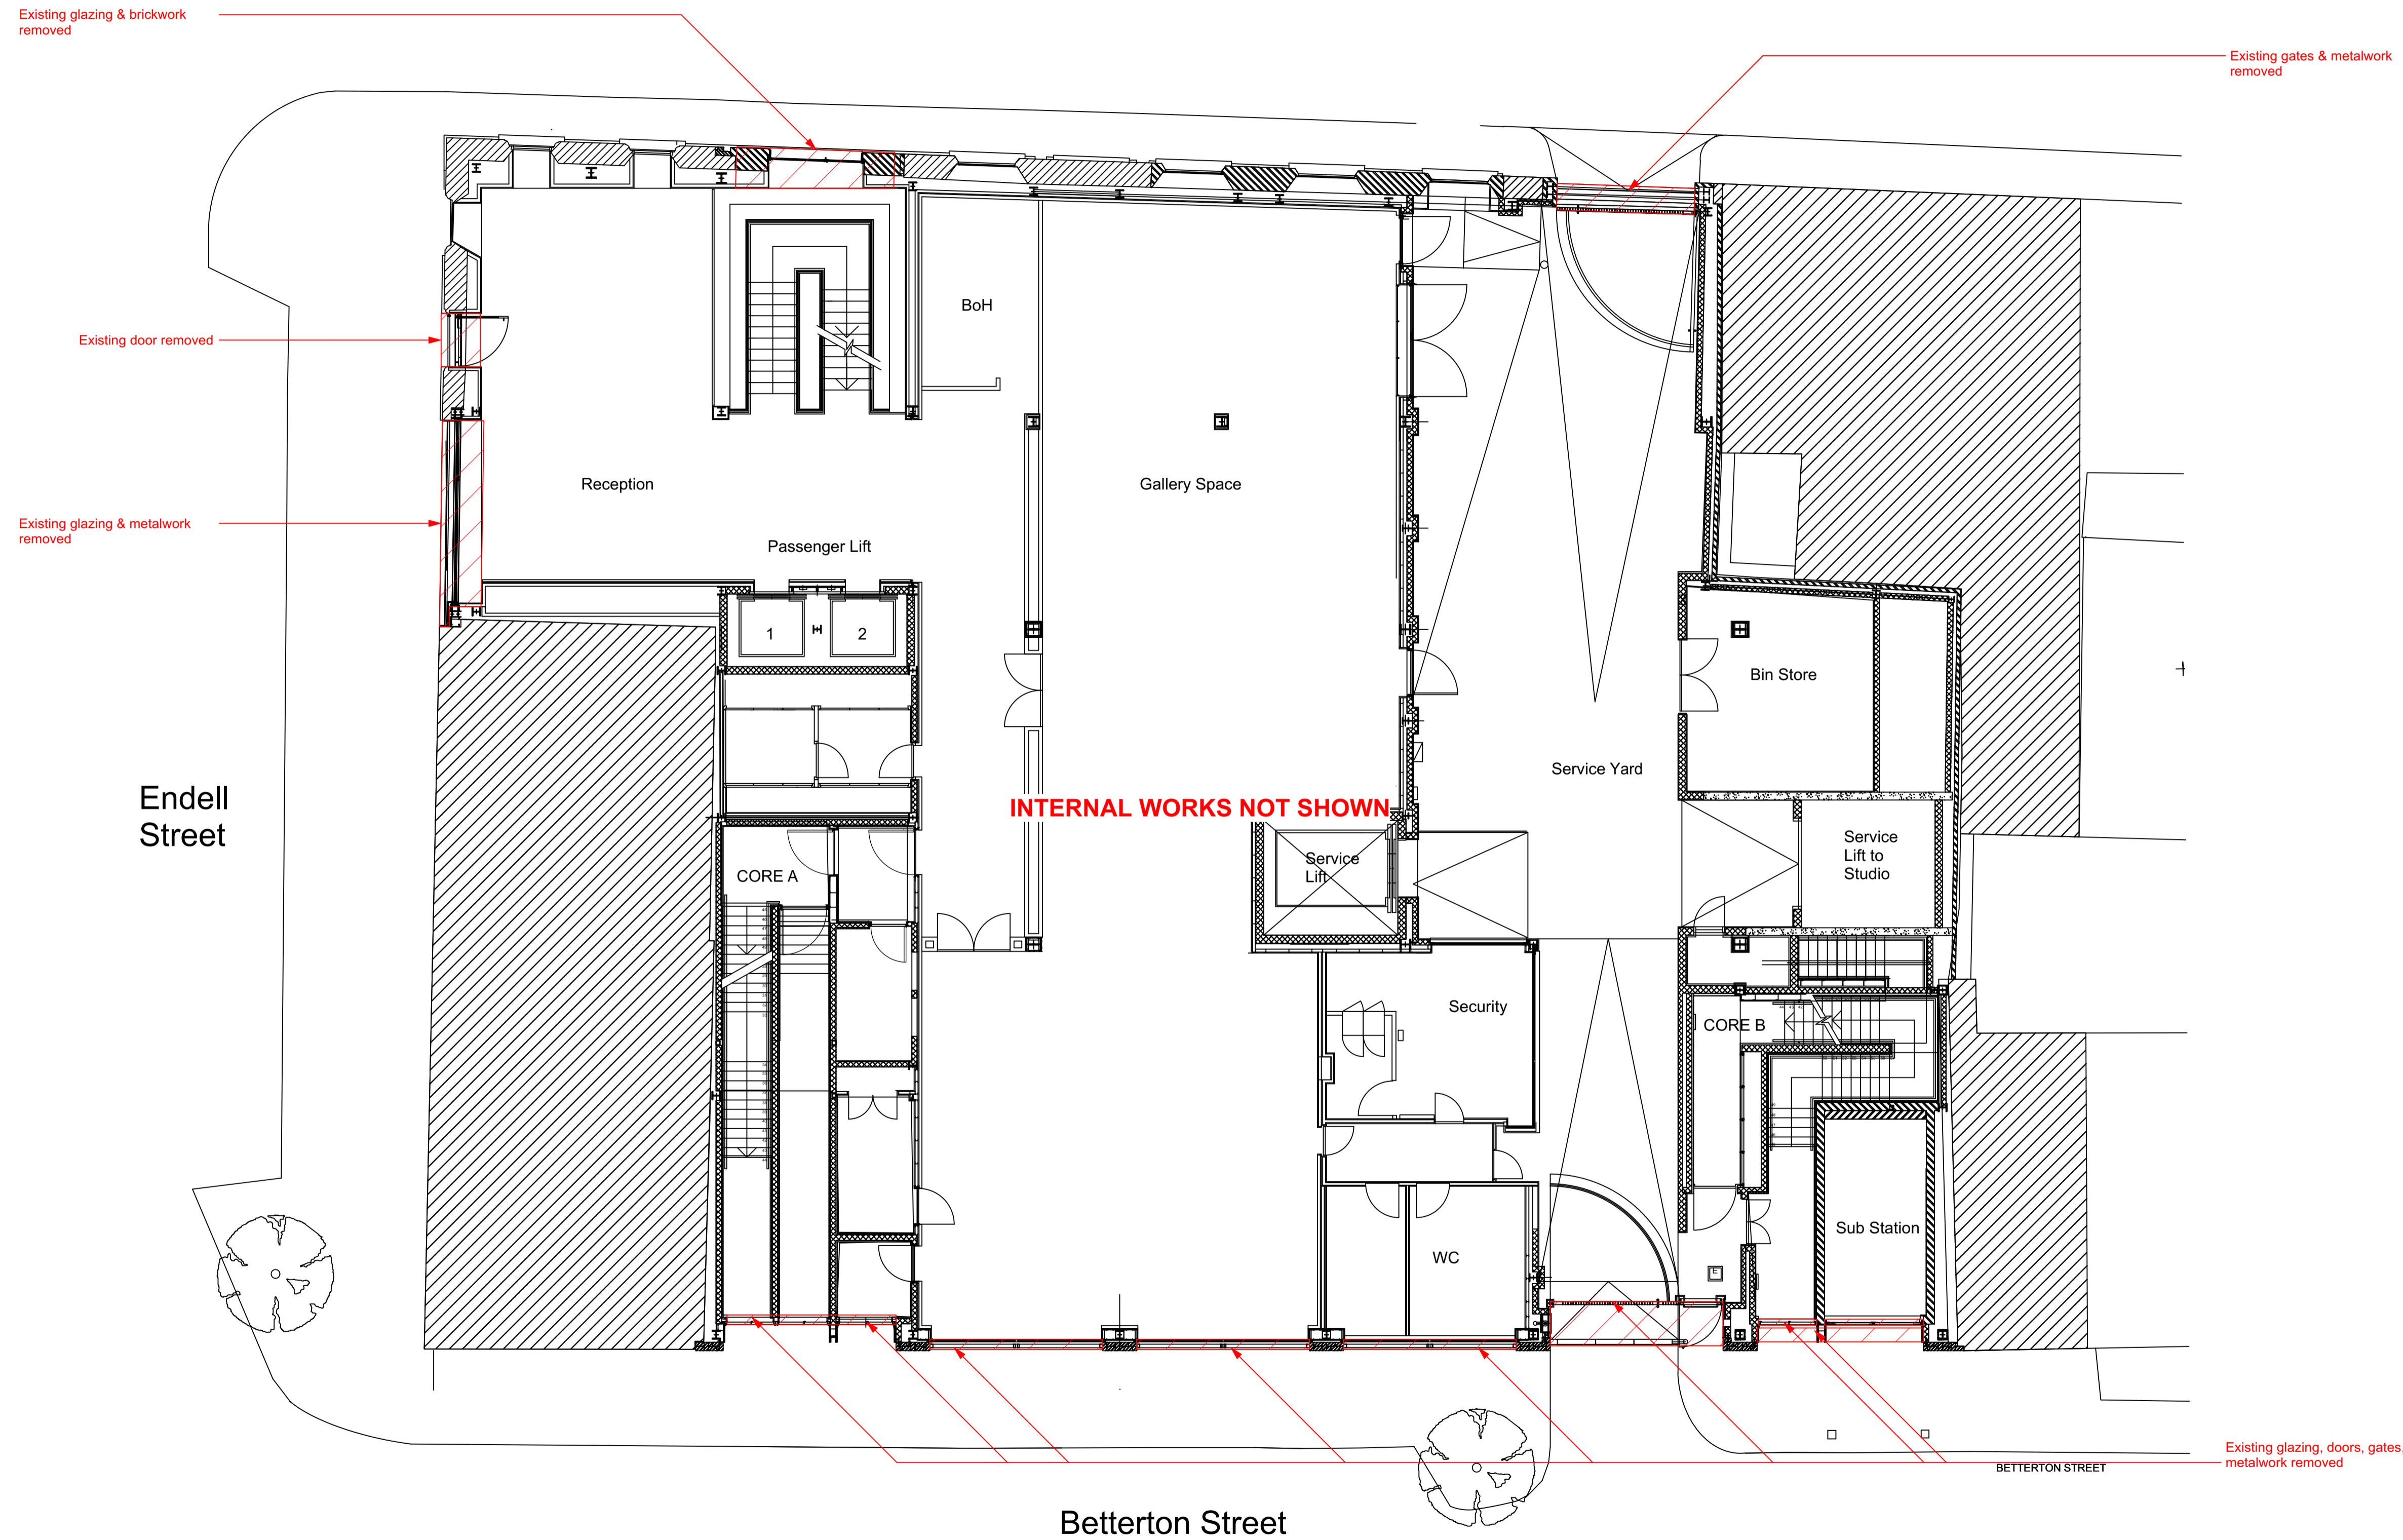 Existing glazing & brickwork
removed
Existing gates & metalwork
removed
BoH
Existing door removed
Reception
Gallery Space
Existing glazing & metalwork
removed
Passenger Lift
1
2
Bin Store
Service Yard
Endell
Street
INTERNAL WORKS NOT SHOWN
Service
Lift
Service
Lift to
Studio
CORE A
Security
CORE B
Sub Station
WC
E
Existing glazing, doors, gates
metalwork removed
BETTERTON STREET
Betterton Street